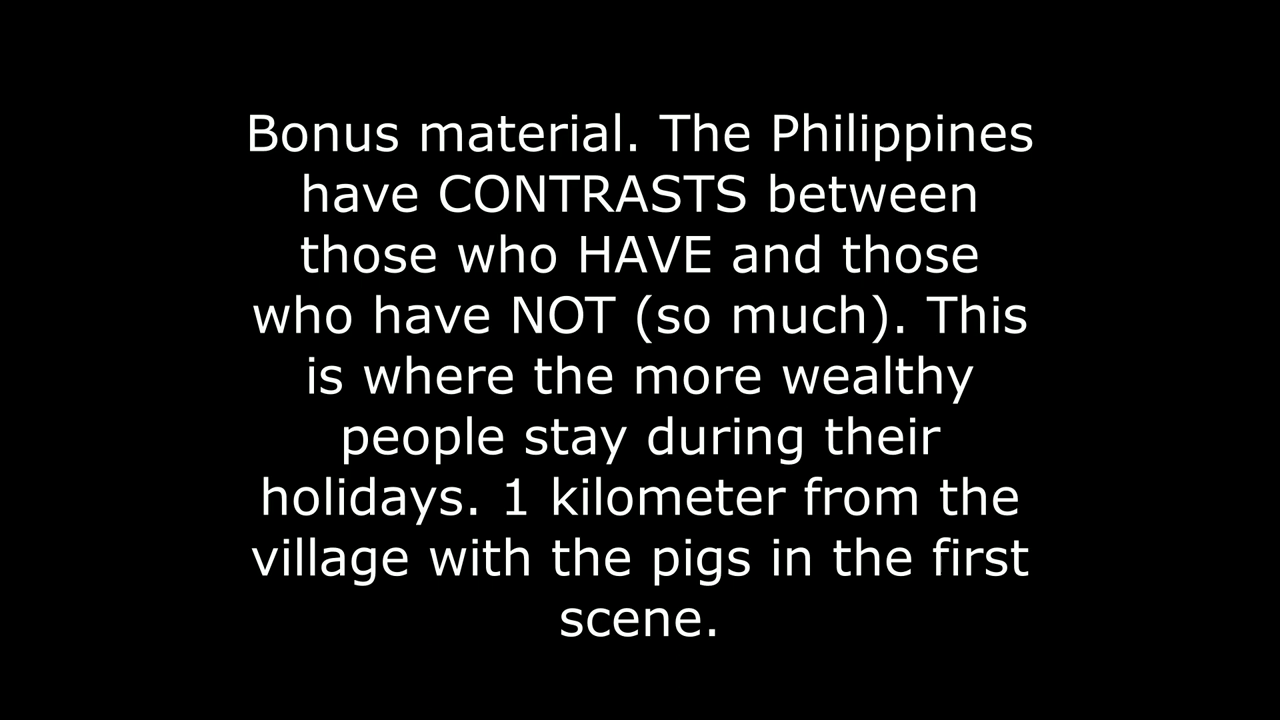 Bonus material. The Philippines
have CONTRASTS between
those who HAVE and those
who have NOT (so much). This
is where the more wealthy
people stay during their
holidays. 1 kilometer from the
village with the pigs in the first
scene.